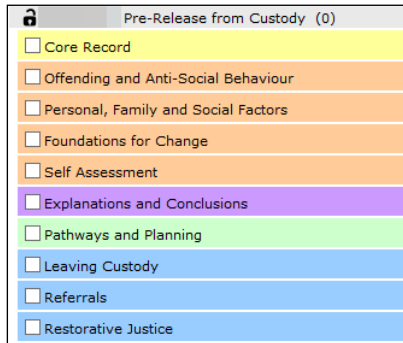 Pre-Release from Custody (0)
Core Record
Offending and Anti-Social Behaviour
Personal, Family and Social Factors
Foundations for Change
Self Assessment
Explanations and Conclusions
Pathways and Planning
Leaving Custody
Referrals
Restorative Justice